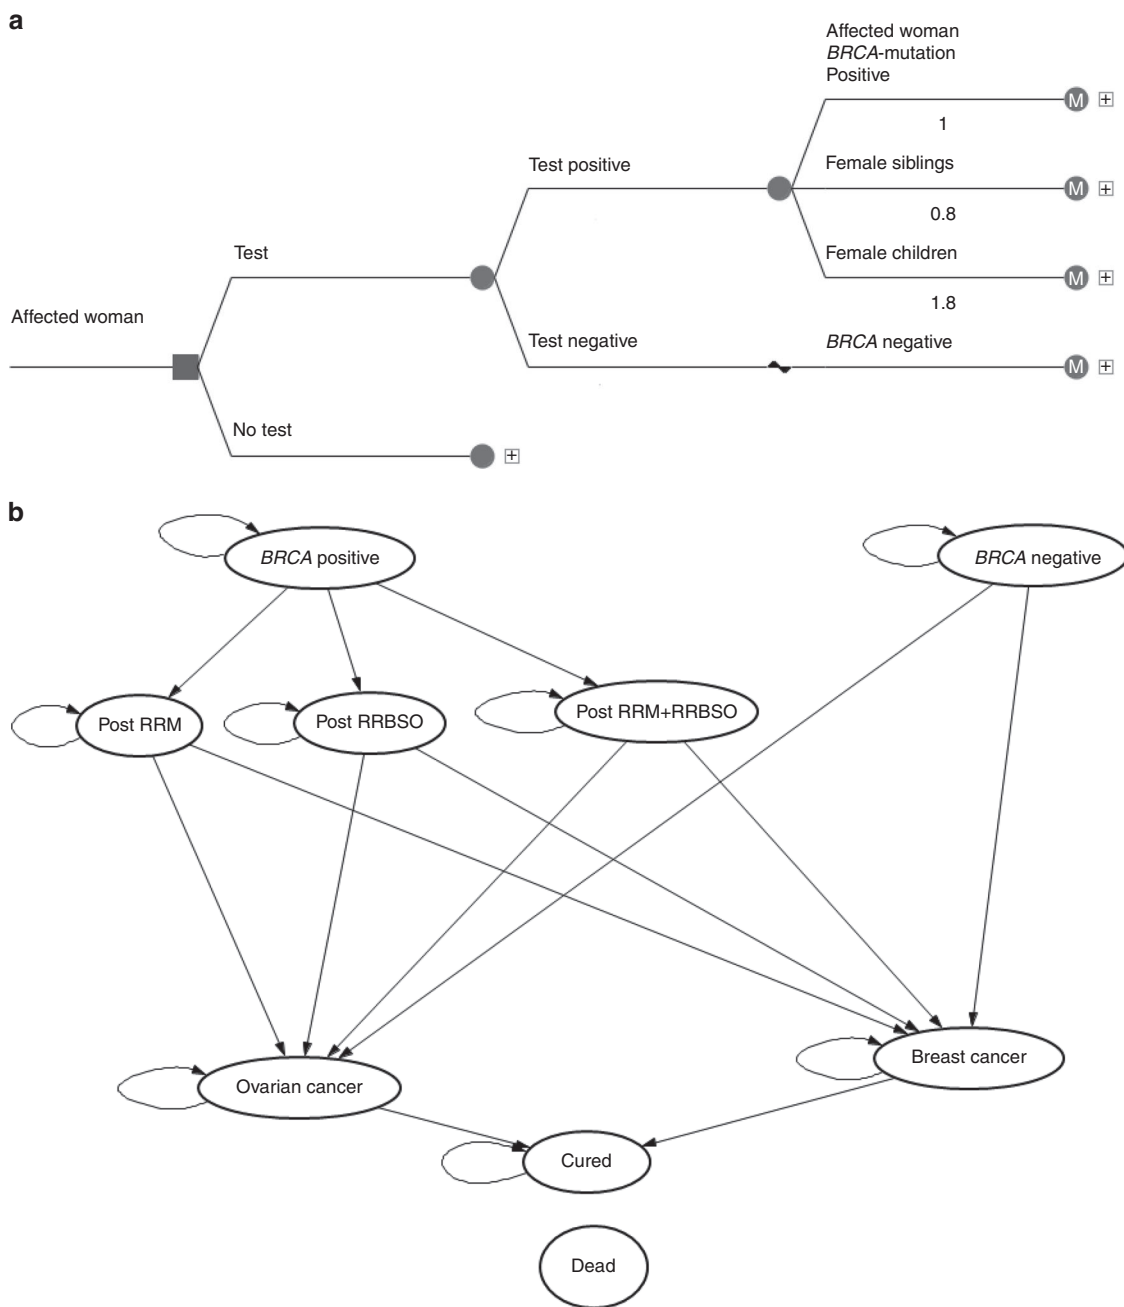 a
Affected woman
BRCA-mutation
Positive
M
1
Test positive
Female siblings
M
0.8
Test
Female children
M
1.8
Affected woman
Test negative
BRCA negative
M
No test
b
BRCA positive
BRCA negative
Post RRM
Post RRBSO
Post RRM+RRBSO
Ovarian cancer
Breast cancer
Cured
Dead